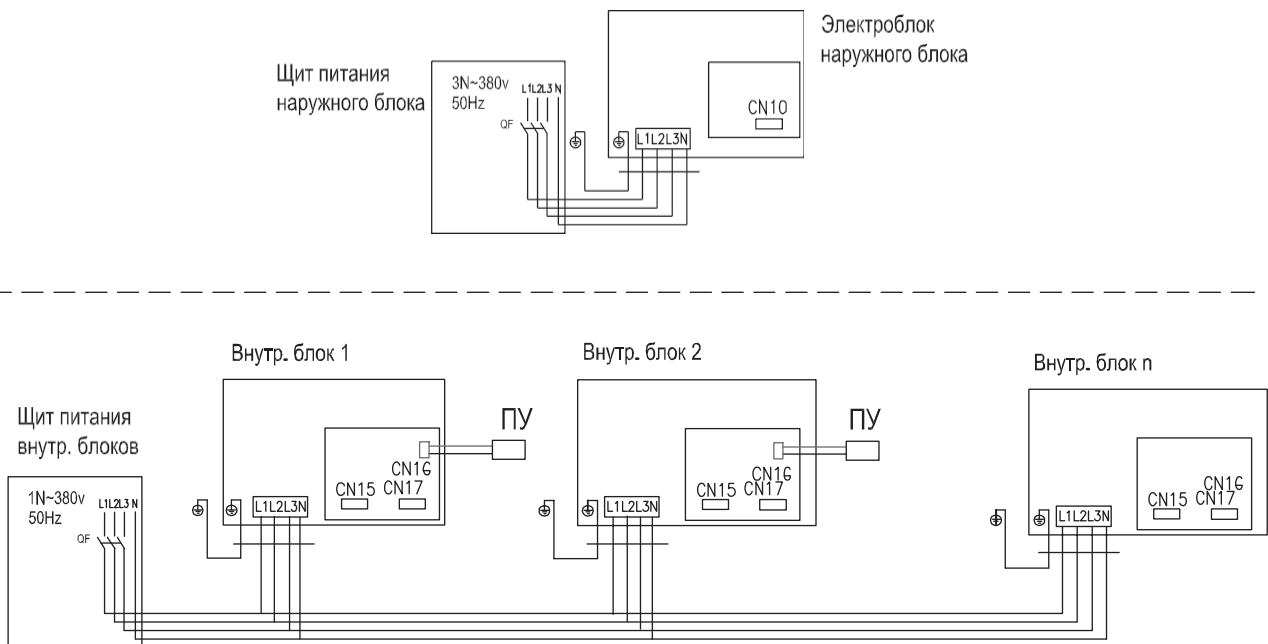 Электроблок
наружного блока
Щит питания
наружного блока
3N~380v
50Hz
L1L2L3 N
QF
CN10
L1L2L3N
Внутр. блок 1
Внутр. блок 2
Внутр. блок n
Щит питания
внутр. блоков
1N~380v
50Hz
L1L2L3 N
QF
ПУ
CN16
CN15 CN17
L1L2L3N
ПУ
CN16
CN15 CN17
L1L2L3N
CN16
CN15 CN17
L1L2L3N